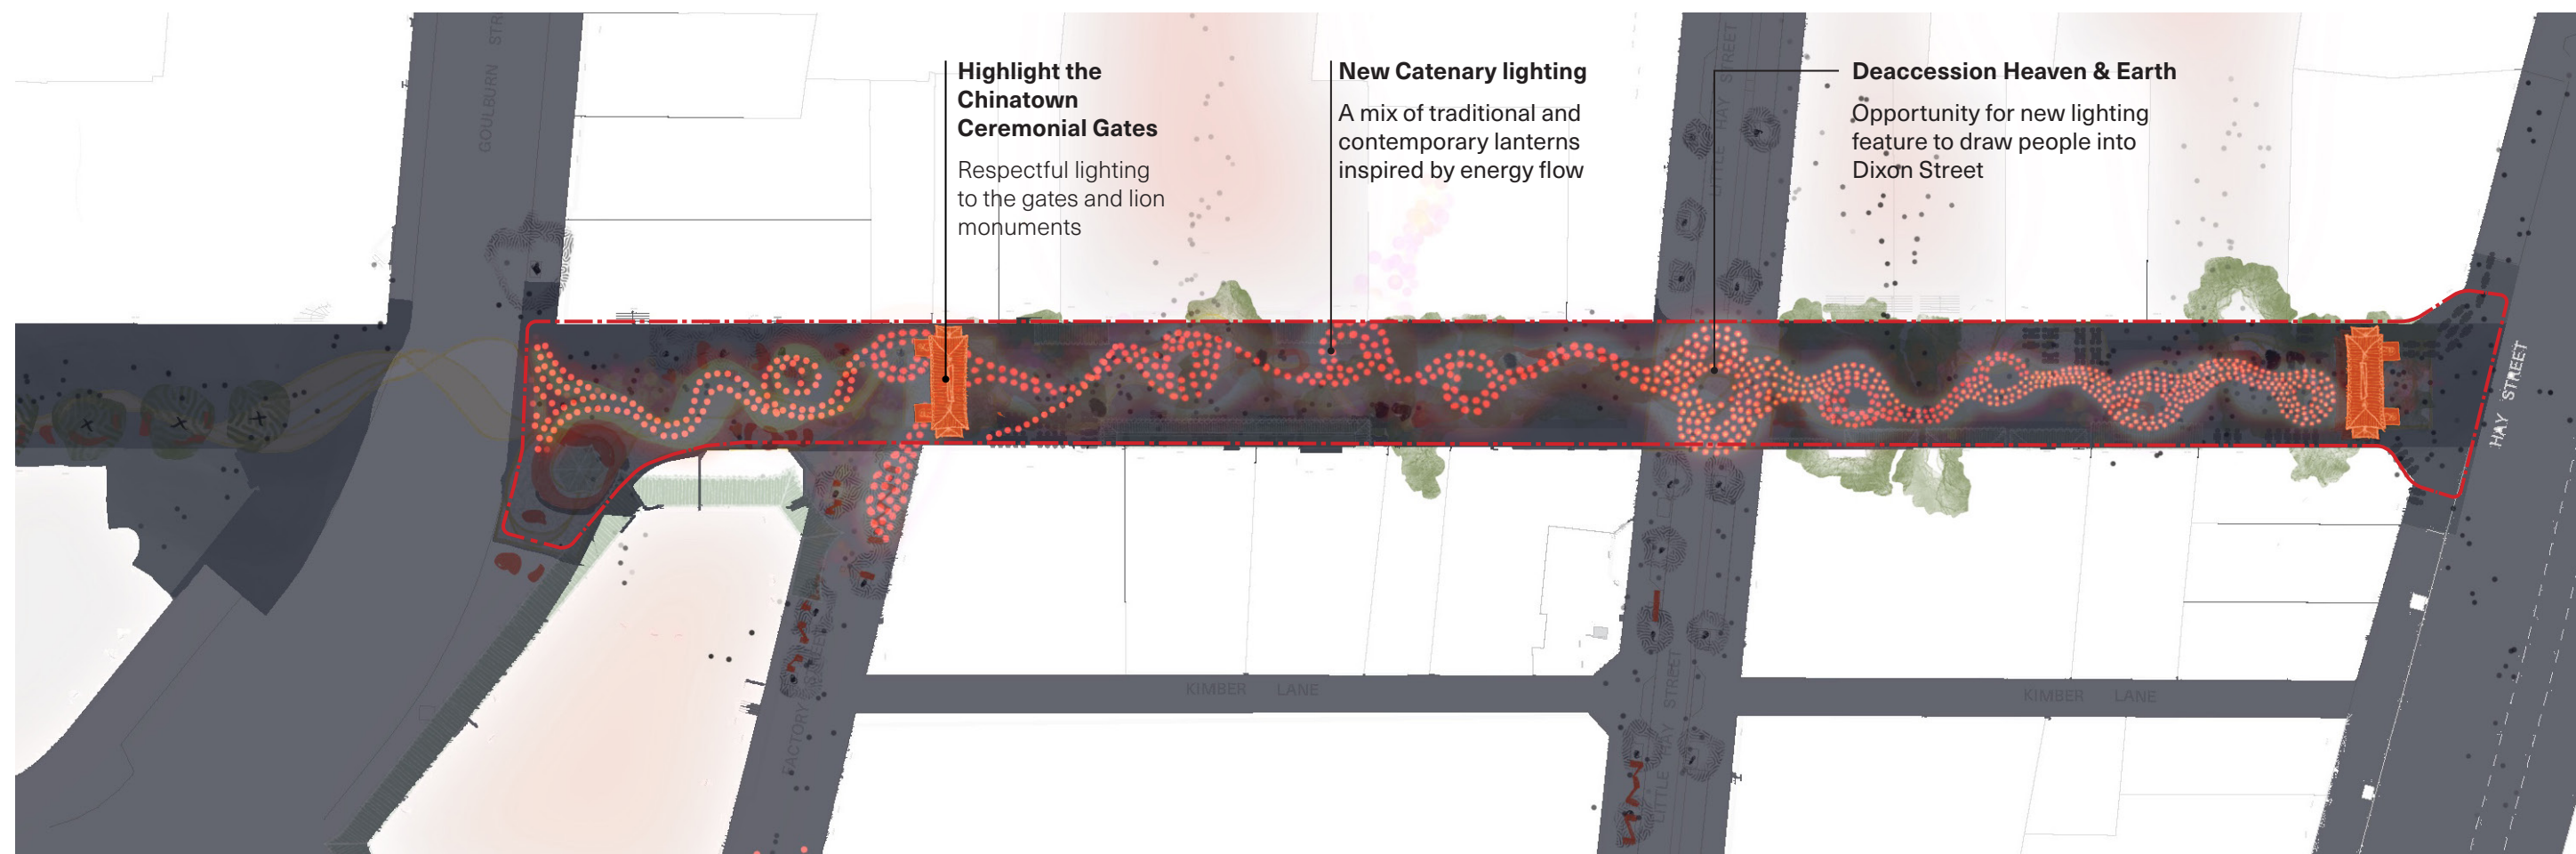 Highlight the
Chinatown
Ceremonial Gates
Respectful lighting
to the gates and lion
monuments
New Catenary lighting
A mix of traditional and
contemporary lanterns
inspired by energy flow
Deaccession Heaven & Earth
Opportunity for new lighting
feature to draw people into
Dixon Street
GOULBURN STR
LITTLE HAY STREET
HAY STREET
KIMBER LANE
KIMBER LANE
FACTORY STREET
LITTLE HAY STREET